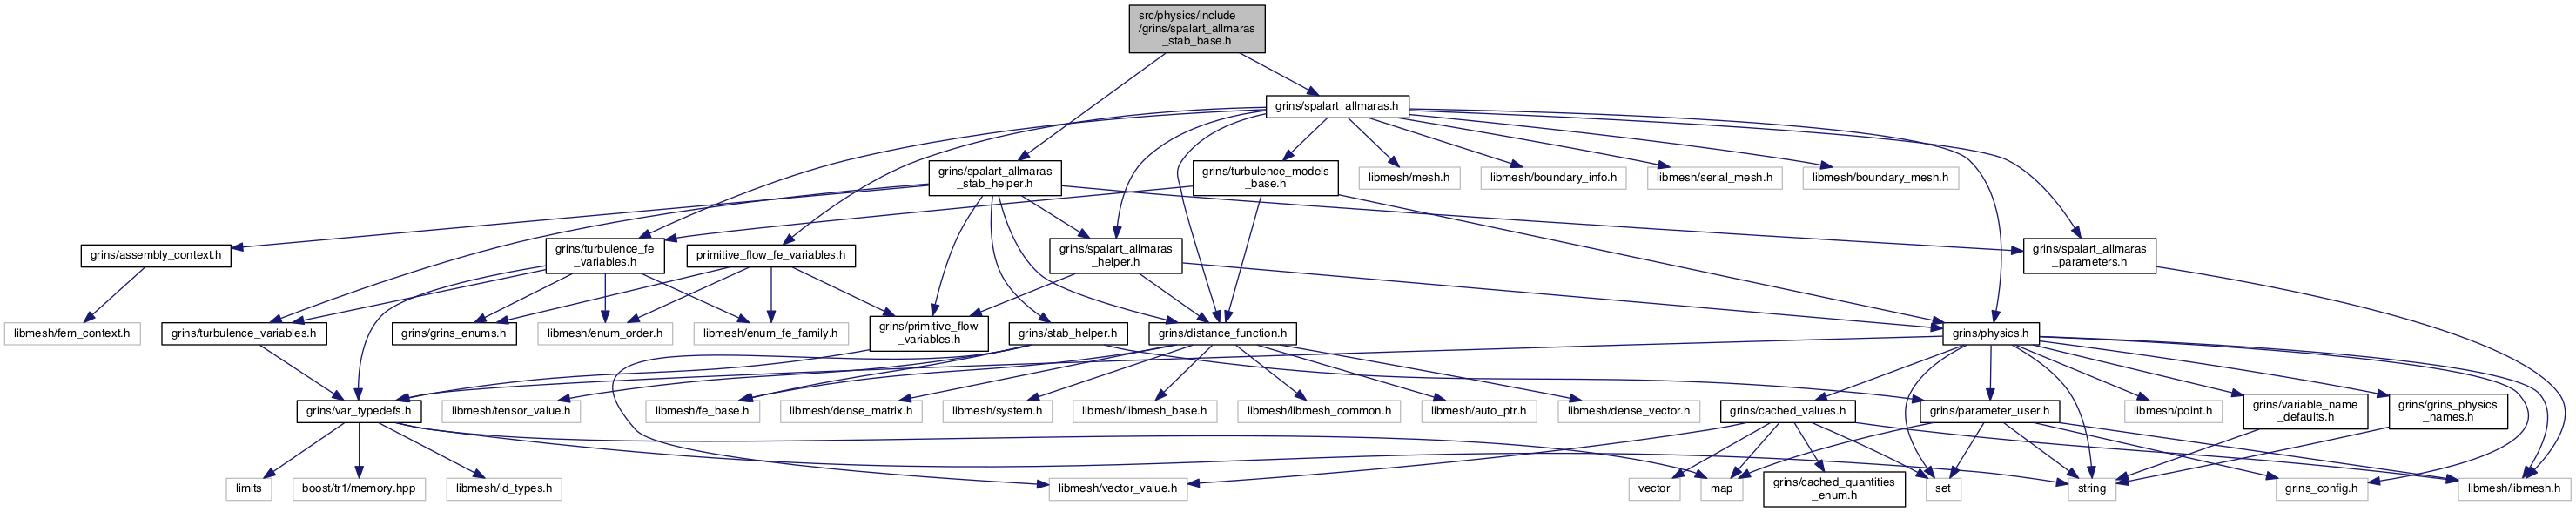 src/physics/include
/grins/spalart_allmaras
_stab_base.h
grins/spalart_allmaras.h
grins/spalart_allmaras
_stab_helper.h
grins/turbulence_models
_base.h
libmesh/mesh.h
libmesh/boundary_info.h
libmesh/serial_mesh.h
libmesh/boundary_mesh.h
grins/assembly_context.h
grins/turbulence_fe
_variables.h
primitive_flow_fe_variables.h
grins/spalart_allmaras
_helper.h
grins/spalart_allmaras
_parameters.h
libmesh/fem_context.h
grins/turbulence_variables.h
grins/grins_enums.h
libmesh/enum_order.h
libmesh/enum_fe_family.h
grins/primitive_flow
_variables.h
grins/stab_helper.h
grins/distance_function.h
grins/physics.h
grins/var_typedefs.h
libmesh/tensor_value.h
libmesh/fe_base.h
libmesh/dense_matrix.h
libmesh/system.h
libmesh/libmesh_base.h
libmesh/libmesh_common.h
libmesh/auto_ptr.h
libmesh/dense_vector.h
grins/cached_values.h
grins/parameter_user.h
libmesh/point.h
grins/variable_name
_defaults.h
grins/grins_physics
_names.h
limits
boost/tr1/memory.hpp
libmesh/id_types.h
libmesh/vector_value.h
vector
map
grins/cached_quantities
_enum.h
set
string
grins_config.h
libmesh/libmesh.h